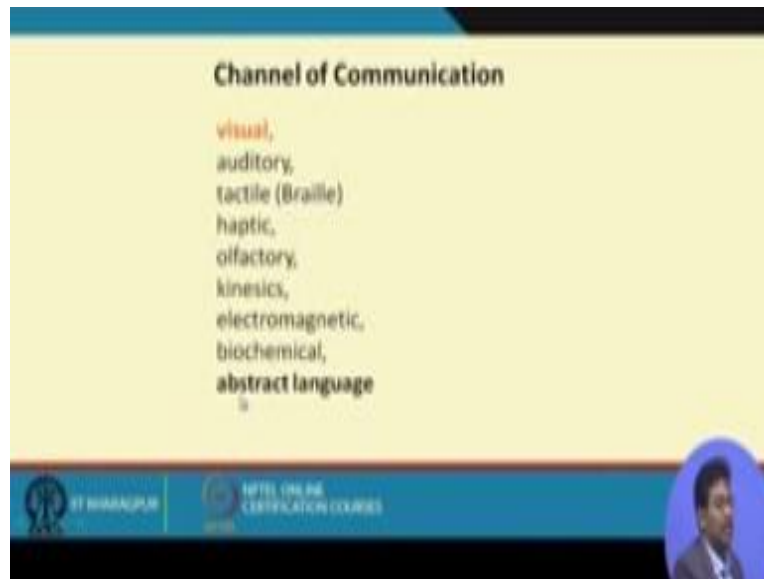 Channel of Communication
visual,
auditory,
tactile (Braille)
haptic,
olfactory,
kinesics,
electromagnetic,
biochemical,
abstract language
IIT KHARAGPUR
NPTEL ONLINE
CERTIFICATION COURSES